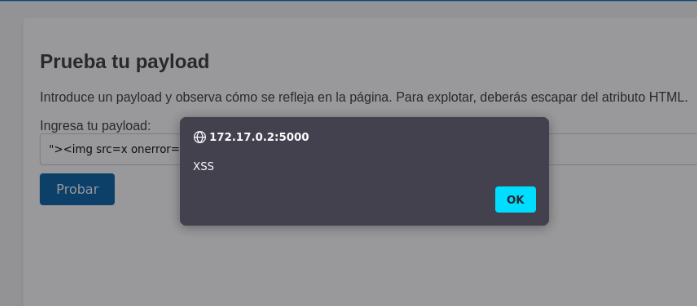 Prueba tu payload
Introduce un payload y observa cómo se refleja en la página. Para explotar, deberás escapar del atributo HTML.
Ingresa tu payload:
"><img src=x onerror=
Probar
172.17.0.2:5000
XSS
OK